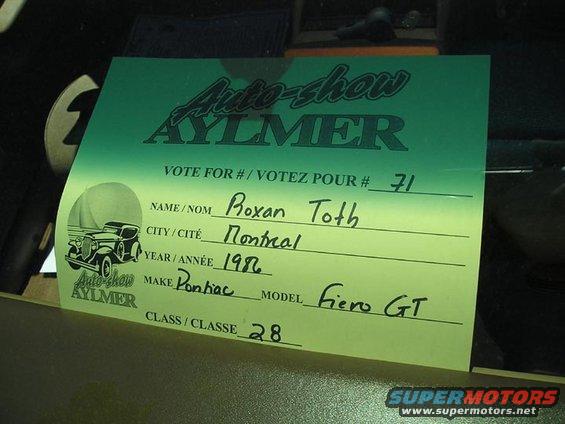 Auto-show
AYLMER
VOTE FOR # / VOTEZ POUR # 71
NAME / NOM Roxan Toth
CITY / CITÉ Montreal
YEAR / ANNÉE 1986
MAKE Pontiac MODEL Fiero GT
CLASS / CLASSE 28
Auto-show
AYLMER
SUPERMOTORS
www.supermotors.net